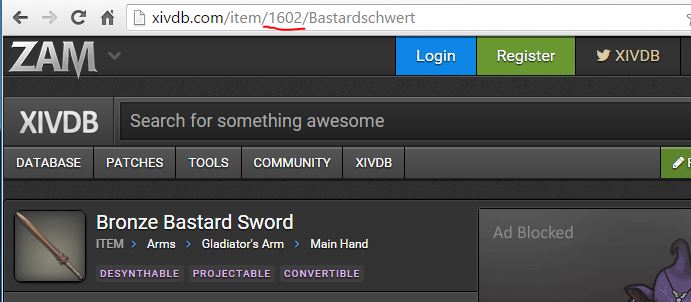 xivdb.com/item/1602/Bastardschwert
ZAM Login Register XIVDB
XIVDB Search for something awesome
DATABASE PATCHES TOOLS COMMUNITY XIVDB
Bronze Bastard Sword
ITEM > Arms > Gladiator's Arm > Main Hand
Ad Blocked
DESYNTHABLE PROJECTABLE CONVERTIBLE